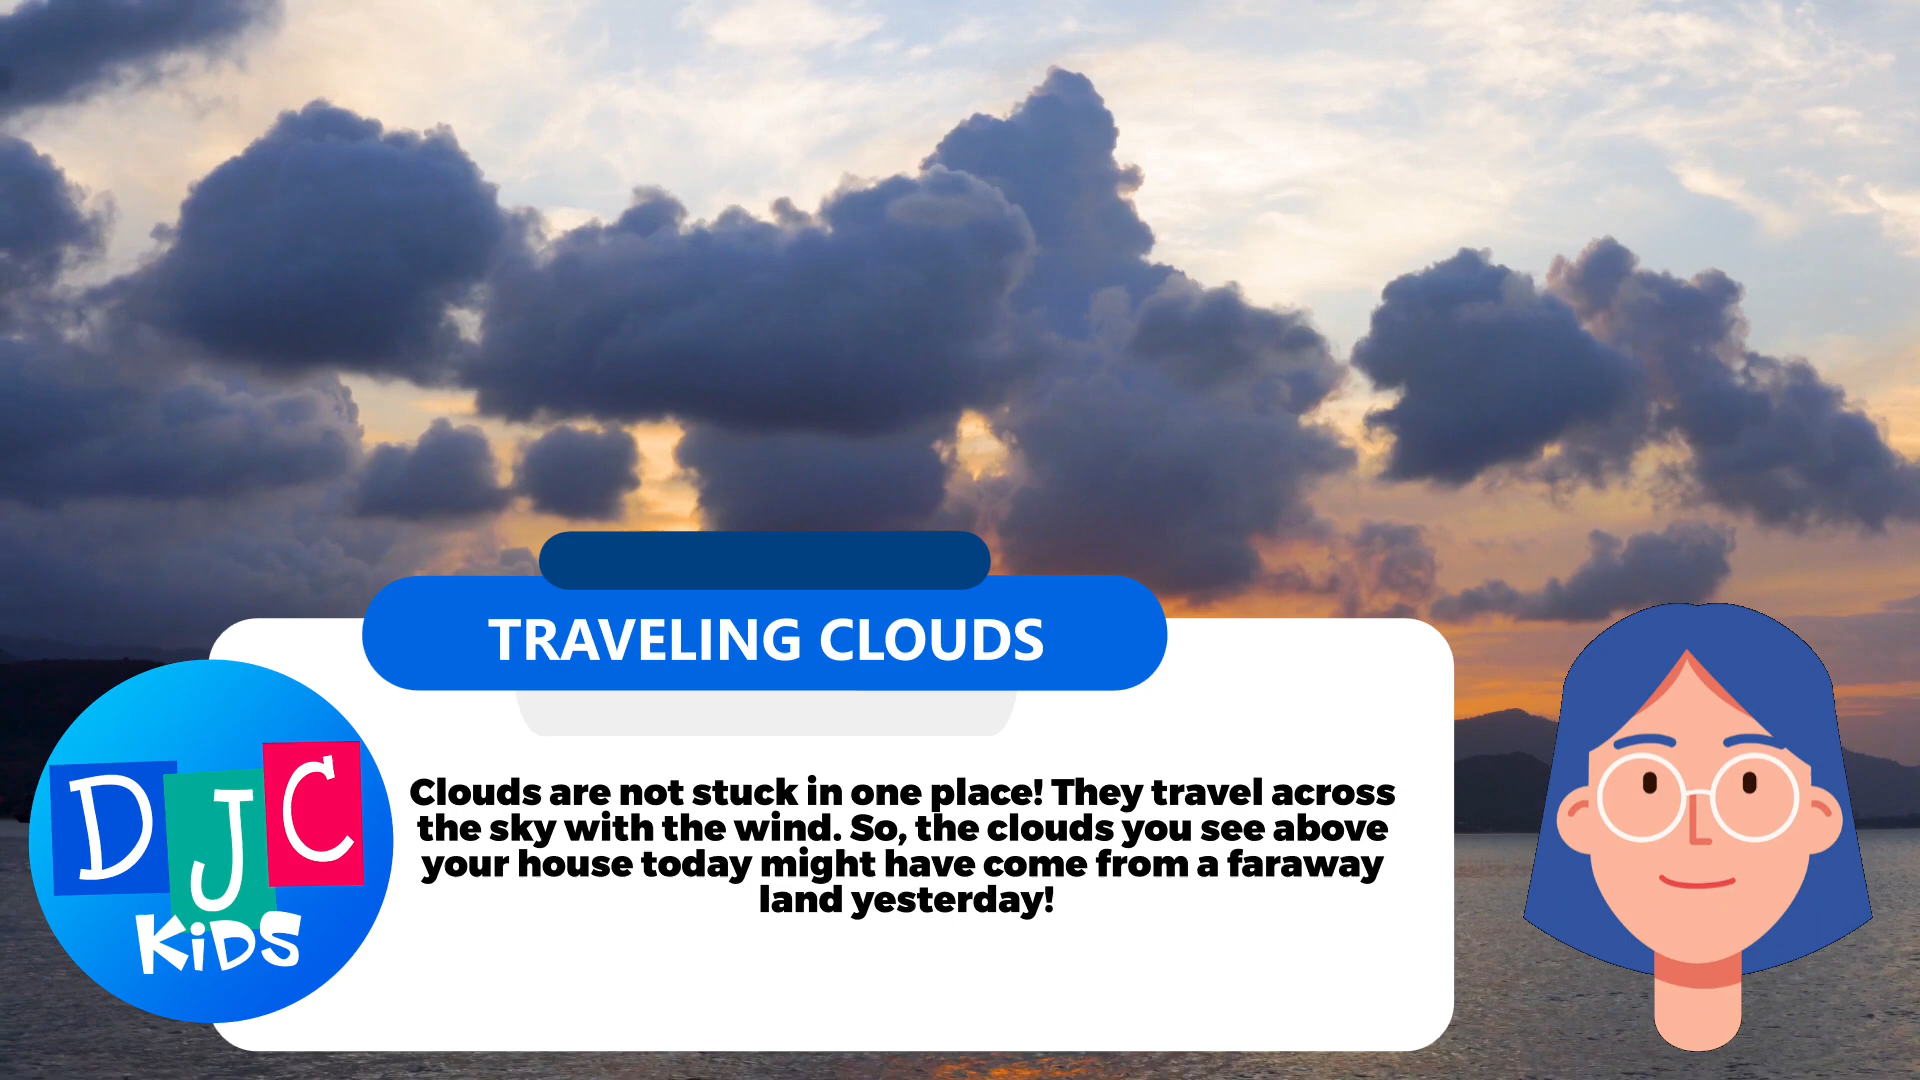 TRAVELING CLOUDS
DJC
KiDS
Clouds are not stuck in one place! They travel across
the sky with the wind. So, the clouds you see above
your house today might have come from a faraway
land yesterday!